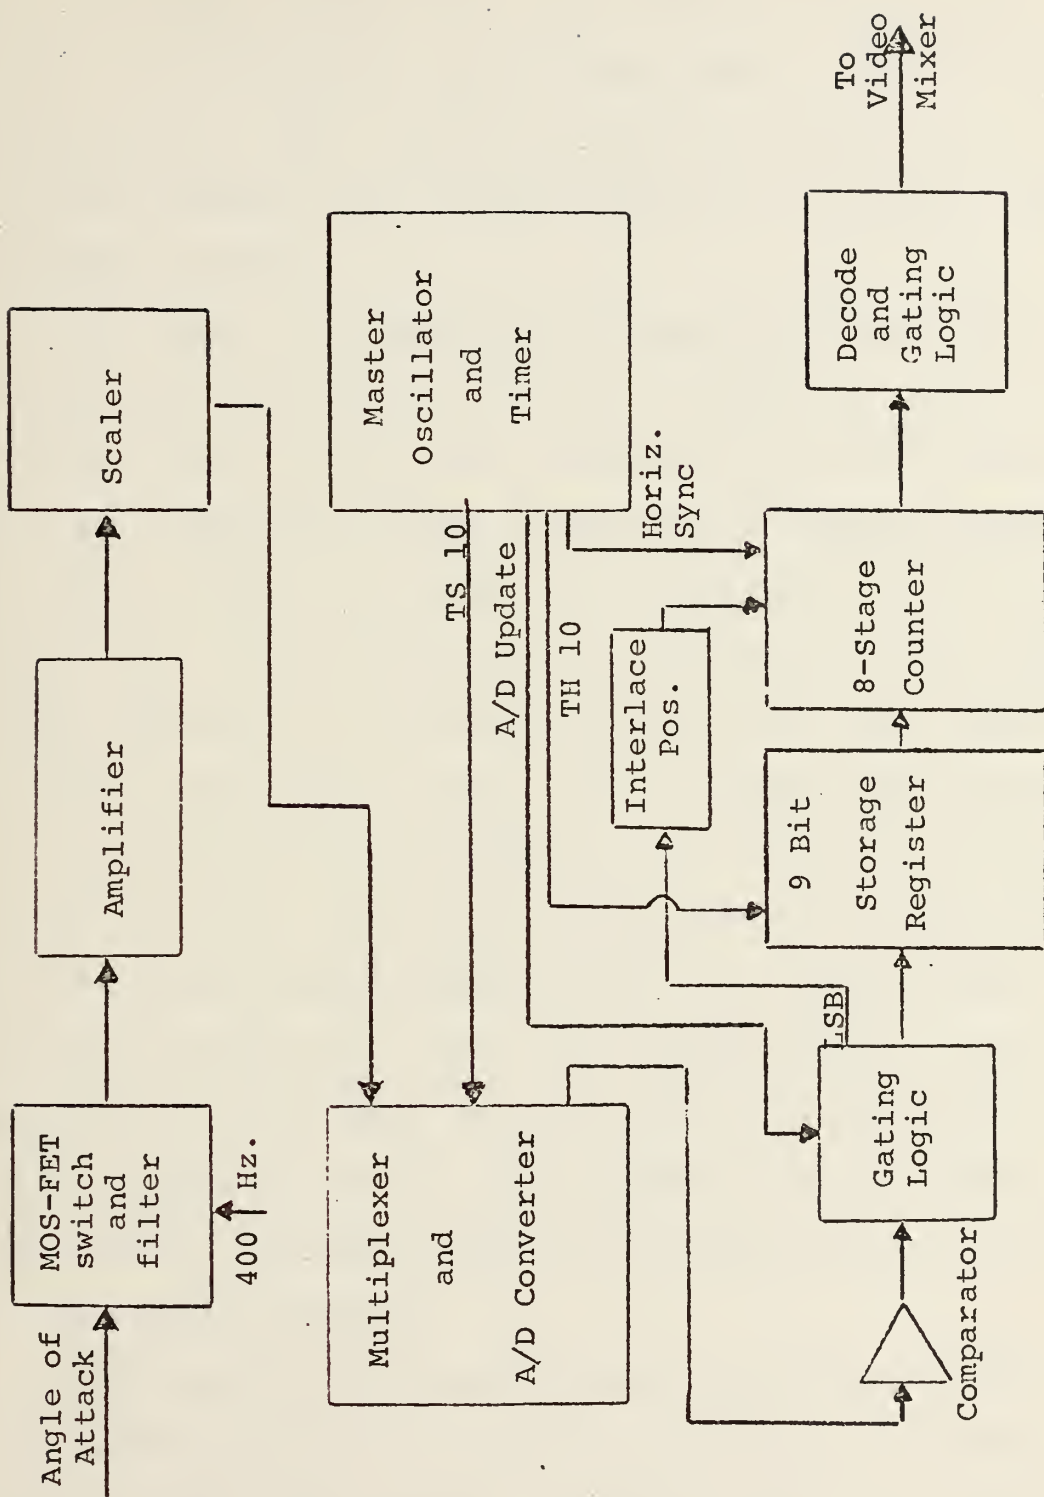 Angle of
Attack
MOS-FET
switch
and
filter
400 Hz.
Amplifier
Scaler
Multiplexer
and
A/D Converter
TS 10
A/D Update
TH 10
Master
Oscillator
and
Timer
Horiz.
Sync
Interlace
Pos.
Comparator
Gating
Logic
LSB
9 Bit
Storage
Register
8-Stage
Counter
Decode
and
Gating
Logic
To
Video
Mixer